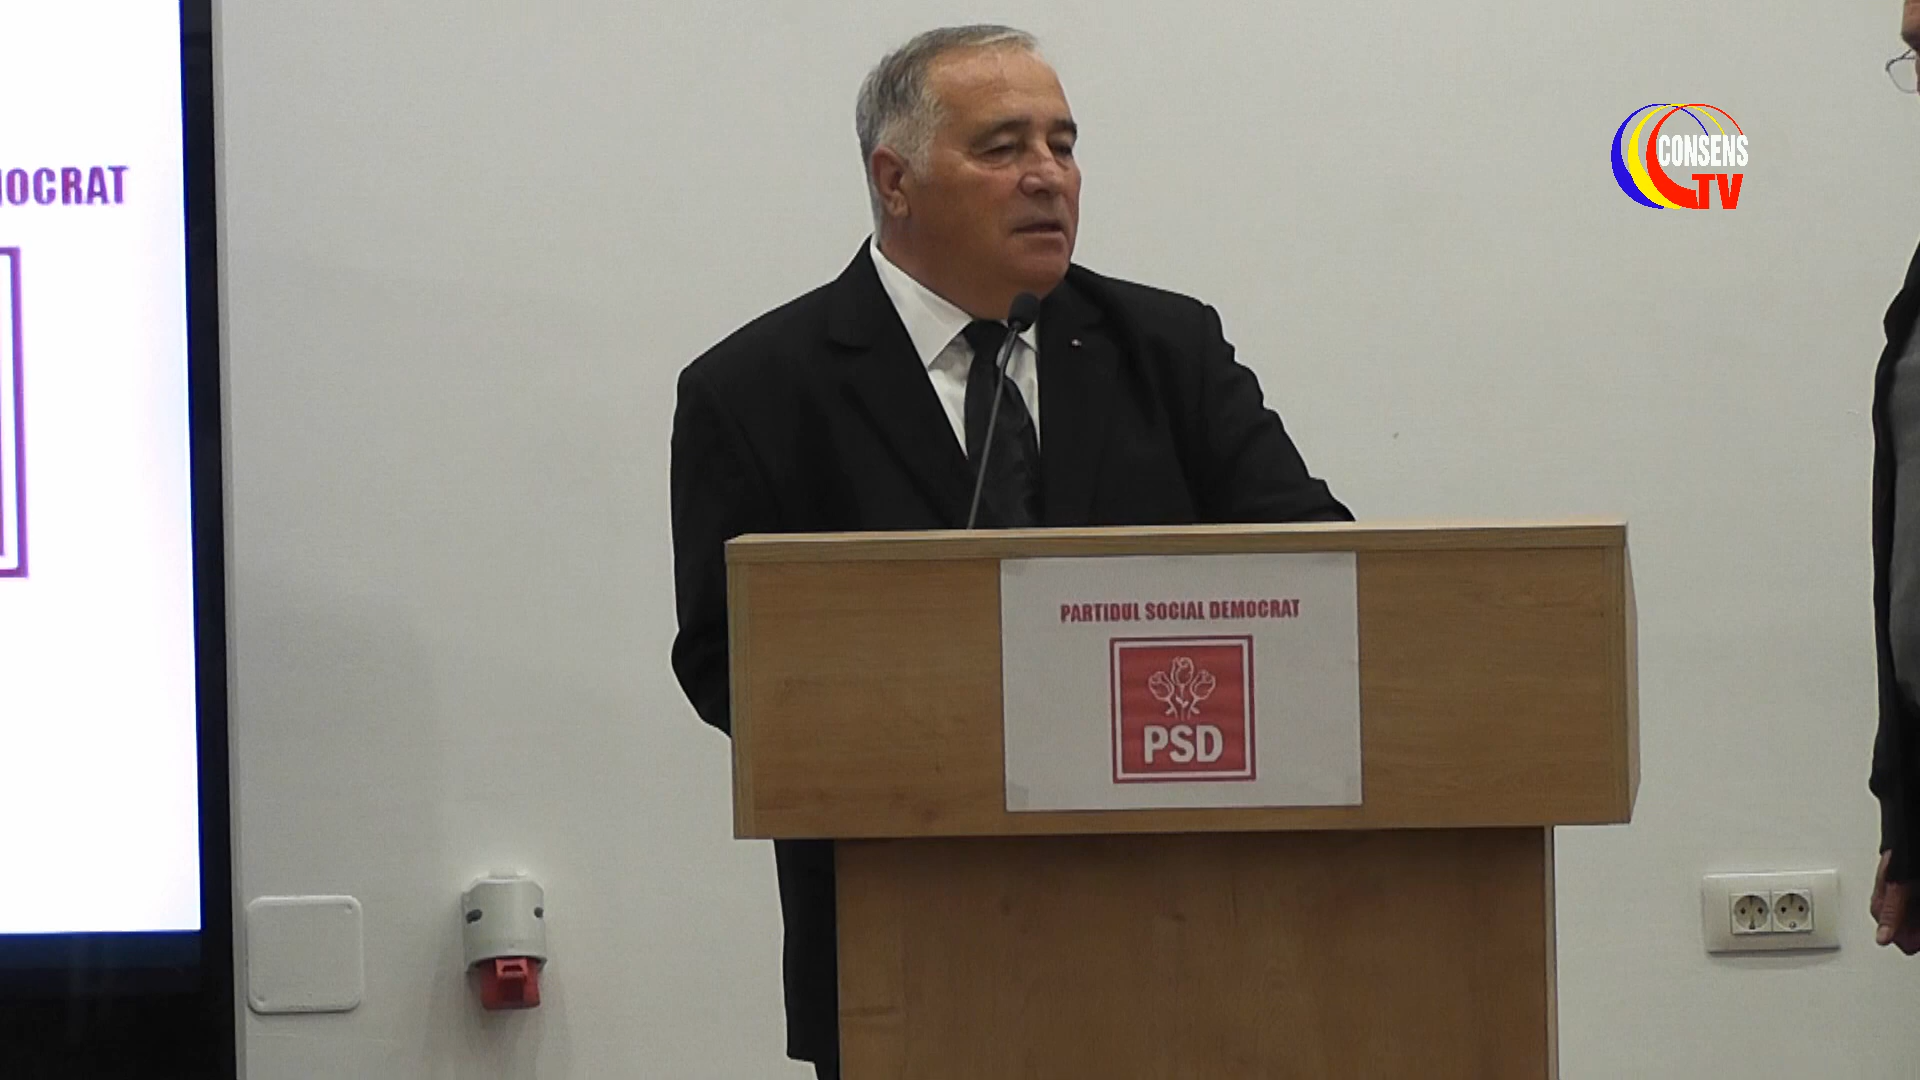 OCRAT
CONSENS
TV
PARTIDUL SOCIAL DEMOCRAT
PSD